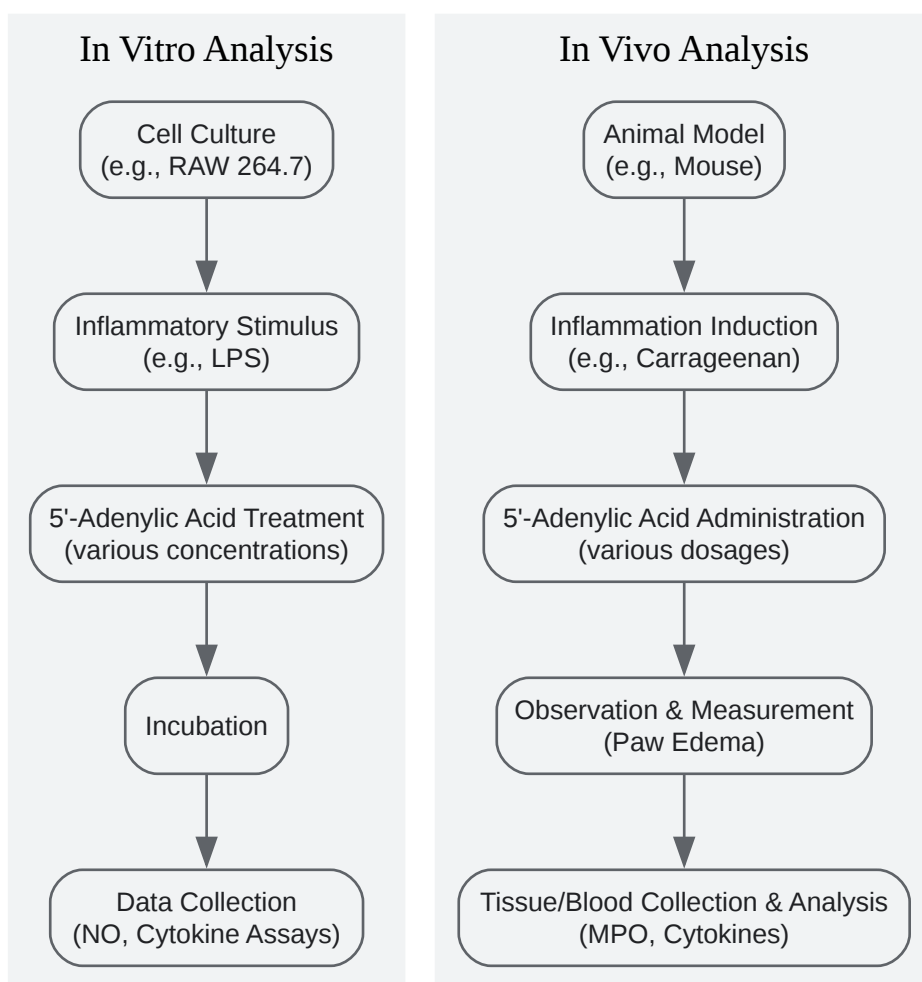 In Vitro Analysis
Cell Culture
(e.g., RAW 264.7)
Inflammatory Stimulus
(e.g., LPS)
5'-Adenylic Acid Treatment
(various concentrations)
Incubation
Data Collection
(NO, Cytokine Assays)
In Vivo Analysis
Animal Model
(e.g., Mouse)
Inflammation Induction
(e.g., Carrageenan)
5'-Adenylic Acid Administration
(various dosages)
Observation & Measurement
(Paw Edema)
Tissue/Blood Collection & Analysis
(MPO, Cytokines)